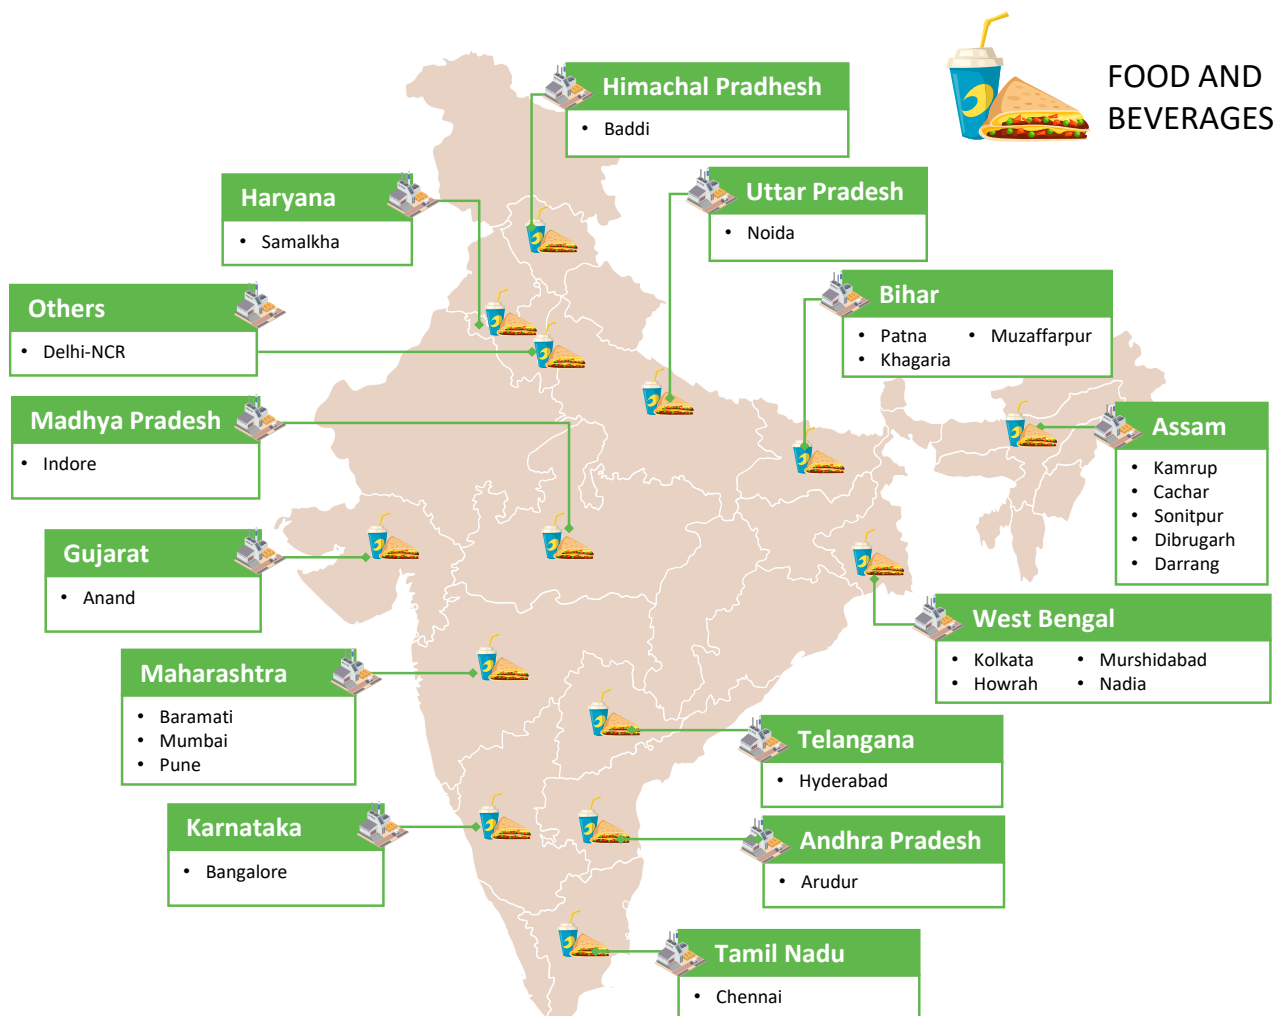 FOOD AND
BEVERAGES
Himachal Pradhesh
• Baddi
Haryana
• Samalkha
Uttar Pradesh
• Noida
Others
• Delhi-NCR
Bihar
• Patna
• Muzaffarpur
• Khagaria
Madhya Pradesh
• Indore
Assam
• Kamrup
• Cachar
• Sonitpur
• Dibrugarh
• Darrang
Gujarat
• Anand
West Bengal
• Kolkata
• Murshidabad
• Howrah
• Nadia
Maharashtra
• Baramati
• Mumbai
• Pune
Telangana
• Hyderabad
Karnataka
• Bangalore
Andhra Pradesh
• Arudur
Tamil Nadu
• Chennai